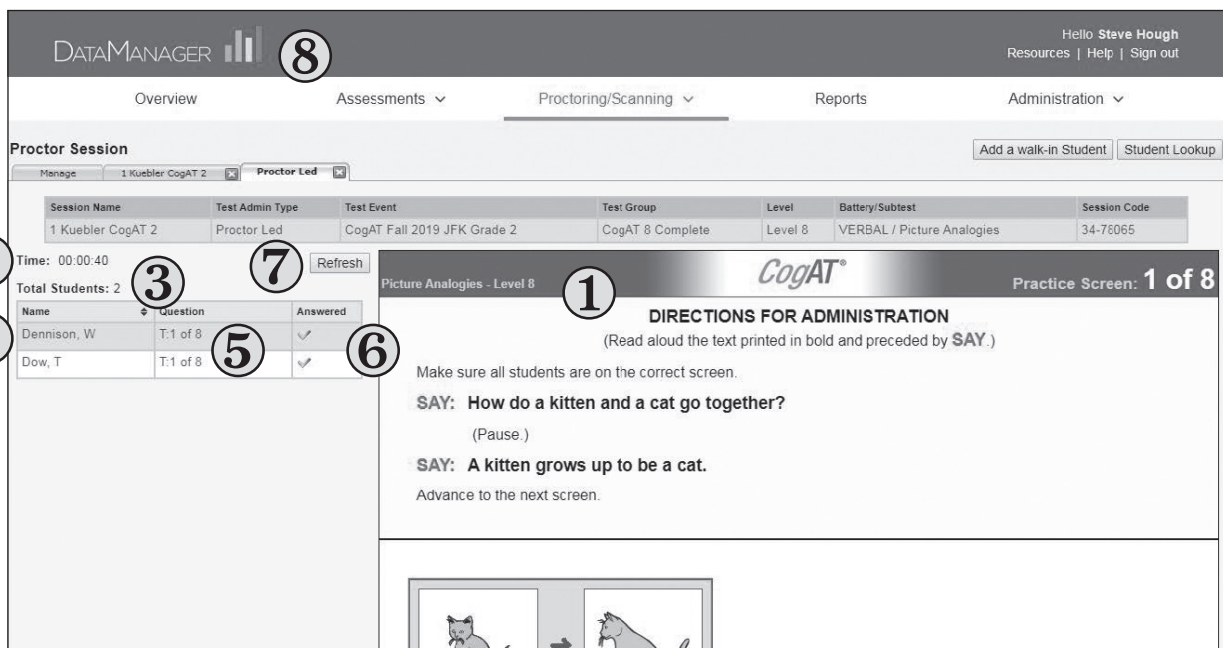 DATAMANAGER
8
Hello Steve Hough
Resources | Help | Sign out
Overview Assessments Proctoring/Scanning Reports Administration
Proctor Session
Add a walk-in Student Student Lookup
Manage 1 Kuebler CogAT 2 Proctor Led
Session Name Test Admin Type Test Event Test Group Level Battery/Subtest Session Code
1 Kuebler CogAT 2 Proctor Led CogAT Fall 2019 JFK Grade 2 CogAT 8 Complete Level 8 VERBAL / Picture Analogies 34-78065
Time: 00:00:40
7
Refresh
Total Students: 2
3
Name Question Answered
Dennison, W T:1 of 8
Dow, T T:1 of 8
5
6
Picture Analogies - Level 8
1
CogAT®
Practice Screen: 1 of 8
DIRECTIONS FOR ADMINISTRATION
(Read aloud the text printed in bold and preceded by SAY.)
Make sure all students are on the correct screen.
SAY: How do a kitten and a cat go together?
(Pause.)
SAY: A kitten grows up to be a cat.
Advance to the next screen.